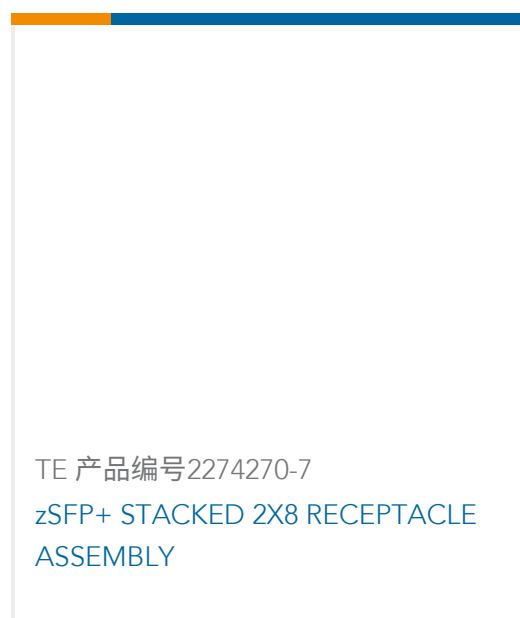 TE 产品编号2274270-7
zSFP+ STACKED 2X8 RECEPTACLE
ASSEMBLY